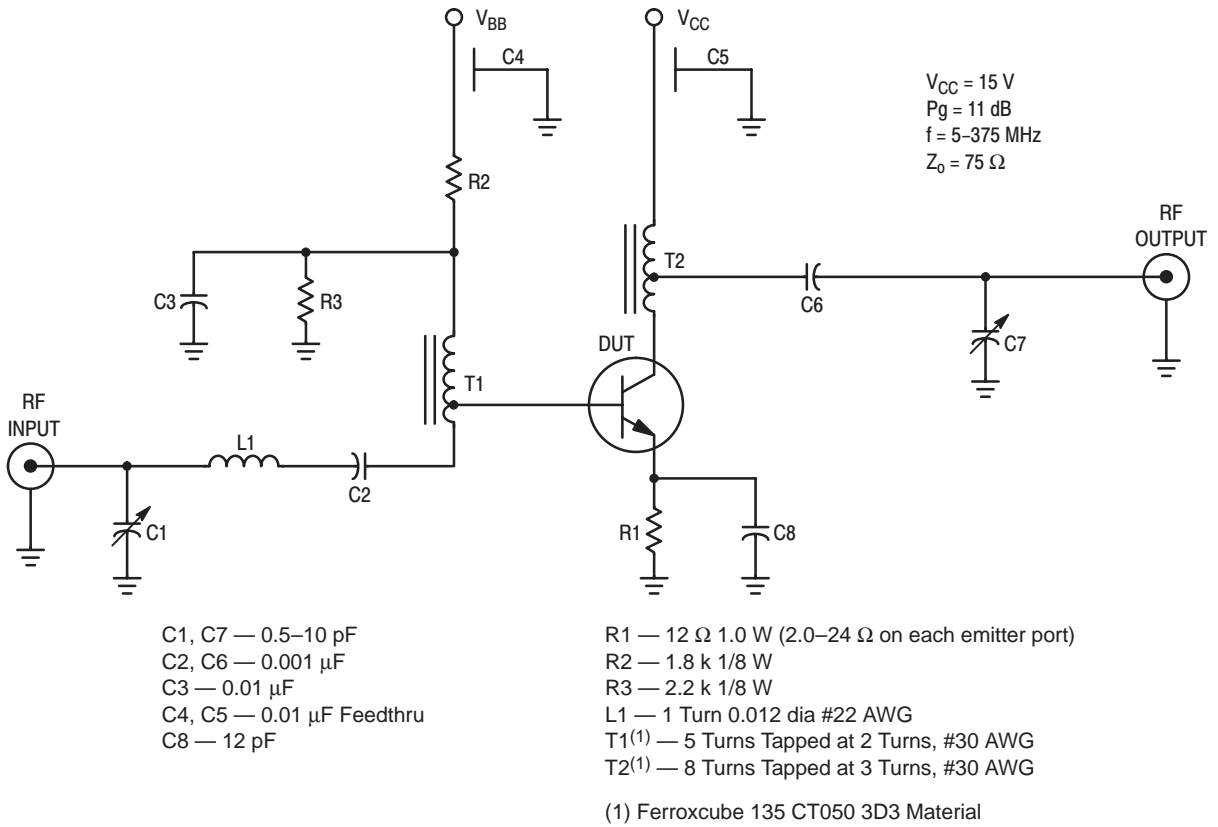 V_BB
V_CC
C4
C5
V_CC = 15 V
Pg = 11 dB
f = 5–375 MHz
Z_o = 75 Ω
R2
RF
OUTPUT
T2
C6
C3
R3
C7
DUT
T1
RF
INPUT
L1
C2
C1
R1
C8
C1, C7 — 0.5–10 pF
C2, C6 — 0.001 μF
C3 — 0.01 μF
C4, C5 — 0.01 μF Feedthru
C8 — 12 pF
R1 — 12 Ω 1.0 W (2.0–24 Ω on each emitter port)
R2 — 1.8 k 1/8 W
R3 — 2.2 k 1/8 W
L1 — 1 Turn 0.012 dia #22 AWG
T1(1) — 5 Turns Tapped at 2 Turns, #30 AWG
T2(1) — 8 Turns Tapped at 3 Turns, #30 AWG
(1) Ferroxcube 135 CT050 3D3 Material